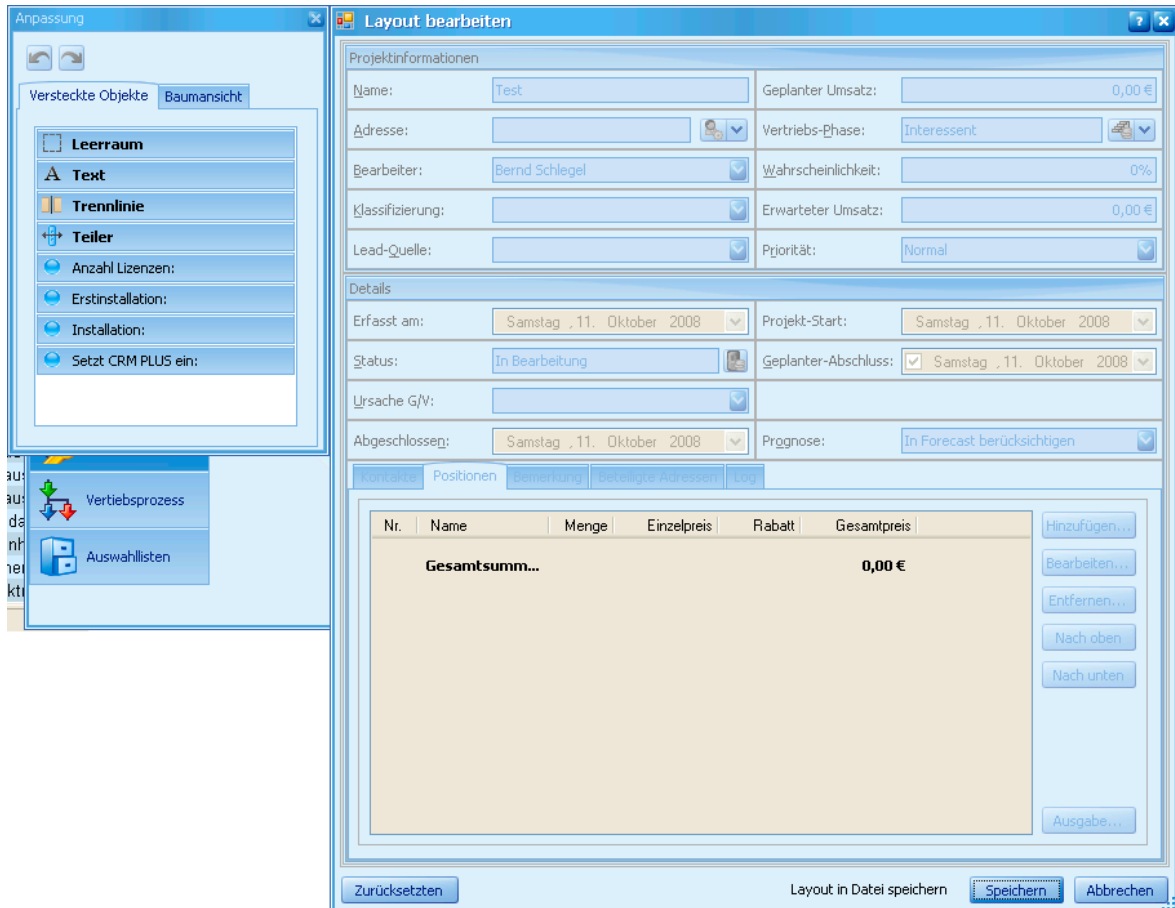 Anpassung
Versteckte Objekte Baumansicht
Leerraum
A Text
Trennlinie
Teiler
Anzahl Lizenzen:
Erstinstallation:
Installation:
Setzt CRM PLUS ein:
Vertiebsprozess
Auswahllisten
Layout bearbeiten
Projektinformationen
Name: Test Geplanter Umsatz: 0,00 €
Adresse: Vertriebs-Phase: Interessent
Bearbeiter: Bernd Schlegel Wahrscheinlichkeit: 0%
Klassifizierung: Erwarteter Umsatz: 0,00 €
Lead-Quelle: Priorität: Normal
Details
Erfasst am: Samstag , 11. Oktober 2008 Projekt-Start: Samstag , 11. Oktober 2008
Status: In Bearbeitung Geplanter-Abschluss: Samstag , 11. Oktober 2008
Ursache G/V:
Abgeschlossen: Samstag , 11. Oktober 2008 Prognose: In Forecast berücksichtigen
Kontakte Positionen Bemerkung Beteiligte Adressen Log
Nr. Name Menge Einzelpreis Rabatt Gesamtpreis
Gesamtsumm... 0,00 €
Hinzufügen...
Bearbeiten...
Entfernen...
Nach oben
Nach unten
Ausgabe...
Zurücksetzten Layout in Datei speichern Speichern Abbrechen